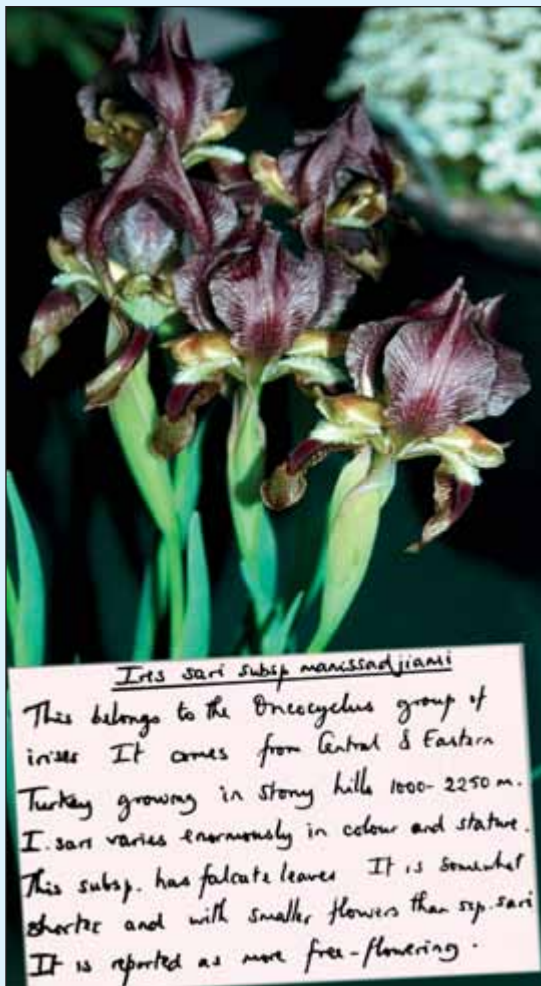 Iris sari subsp manissadjiani
This belongs to the Oncocyclus group of
irises It comes from Central & Eastern
Turkey growing in Stony hills 1000-2250 m.
I. sari varies enormously in colour and stature.
This subsp. has falcate leaves It is somewhat
shorter and with smaller flowers than ssp. sari
It is reported as more free-flowering.